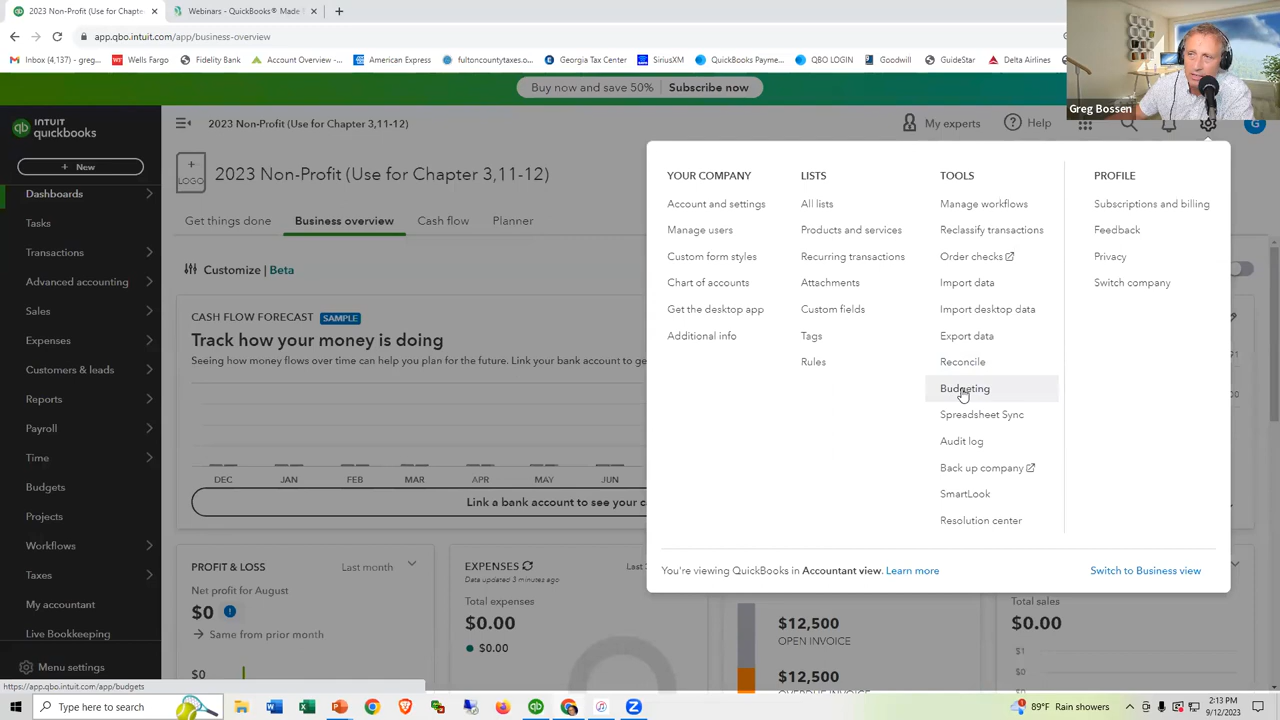 2023 Non-Profit (Use for Chapte
Webinars - QuickBooks® Made
app.qbo.intuit.com/app/business-overview
Inbox (4,137) - greg...
Wells Fargo
Fidelity Bank
Account Overview -...
American Express
fultoncountytaxes.o...
Georgia Tax Center
SiriusXM
QuickBooks Payme...
QBO LOGIN
Goodwill
GuideStar
Delta Airlines
Greg Bossen
Buy now and save 50% Subscribe now
INTUIT
quickbooks
2023 Non-Profit (Use for Chapter 3,11-12)
My experts
Help
G
+ New
Dashboards
Tasks
Transactions
Advanced accounting
Sales
Expenses
Customers & leads
Reports
Payroll
Time
Budgets
Projects
Workflows
Taxes
My accountant
Live Bookkeeping
Menu settings
+
LOGO
2023 Non-Profit (Use for Chapter 3,11-12)
Get things done
Business overview
Cash flow
Planner
Customize | Beta
CASH FLOW FORECAST SAMPLE
Track how your money is doing
Seeing how money flows over time can help you plan for the future. Link your bank account to ge
DEC JAN FEB MAR APR MAY JUN
Link a bank account to see your ca
PROFIT & LOSS
Last month
Net profit for August
$0
Same from prior month
$0
EXPENSES
Data updated 3 minutes ago
Total expenses
$0.00
$0.00
$12,500
OPEN INVOICE
$12,500
Total sales
$0.00
$1
$0
YOUR COMPANY
Account and settings
Manage users
Custom form styles
Chart of accounts
Get the desktop app
Additional info
LISTS
All lists
Products and services
Recurring transactions
Attachments
Custom fields
Tags
Rules
TOOLS
Manage workflows
Reclassify transactions
Order checks
Import data
Import desktop data
Export data
Reconcile
Budgeting
Spreadsheet Sync
Audit log
Back up company
SmartLook
Resolution center
PROFILE
Subscriptions and billing
Feedback
Privacy
Switch company
You're viewing QuickBooks in Accountant view. Learn more
Switch to Business view
https://app.qbo.intuit.com/app/budgets
Type here to search
89°F Rain showers
2:13 PM
9/12/2023